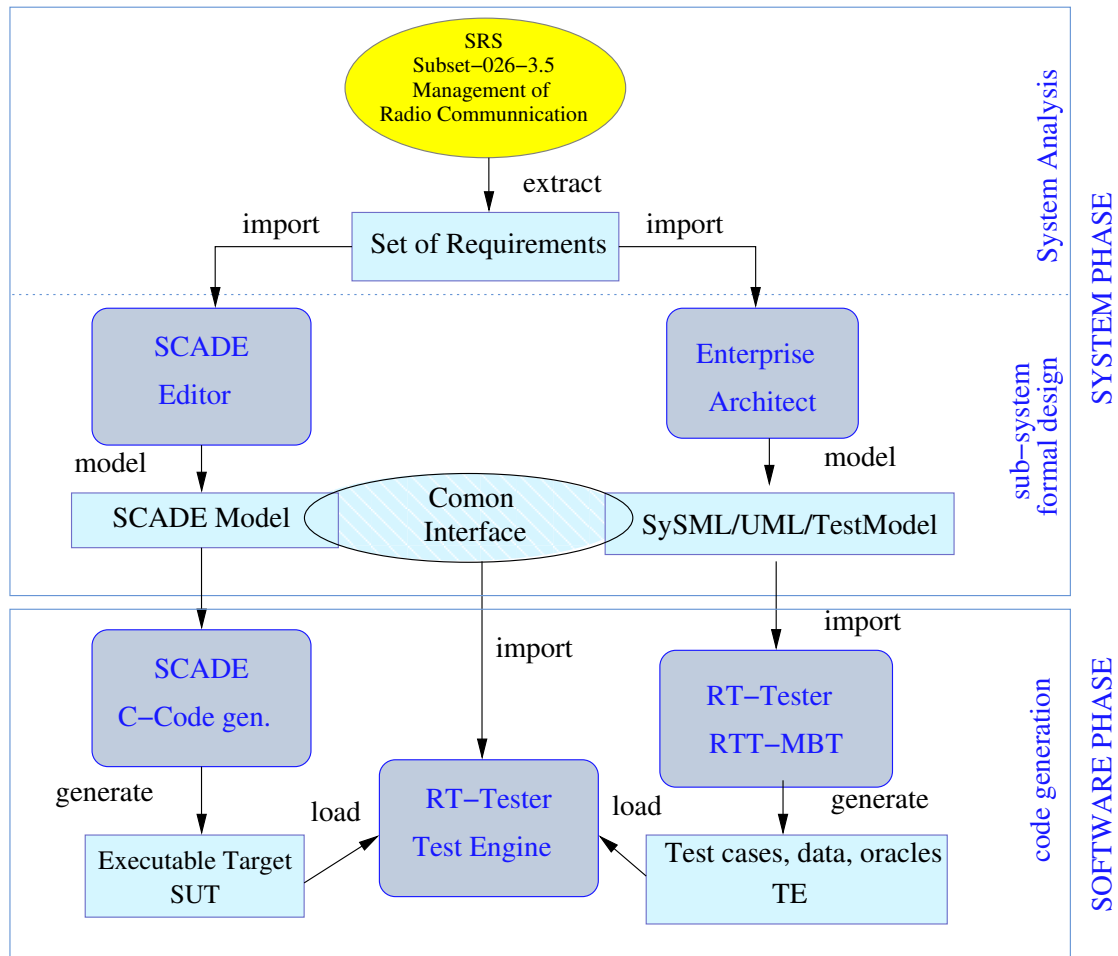 SRS
Subset−026−3.5
Management of
Radio Communnication
extract
import
import
Set of Requirements
System Analysis
SYSTEM PHASE
SCADE
Editor
Enterprise
Architect
sub−system
formal design
model
model
SCADE Model
Comon
Interface
SySML/UML/TestModel
import
import
SCADE
C−Code gen.
RT−Tester
RTT−MBT
code generation
SOFTWARE PHASE
generate
load
RT−Tester
Test Engine
load
generate
Executable Target
SUT
Test cases, data, oracles
TE